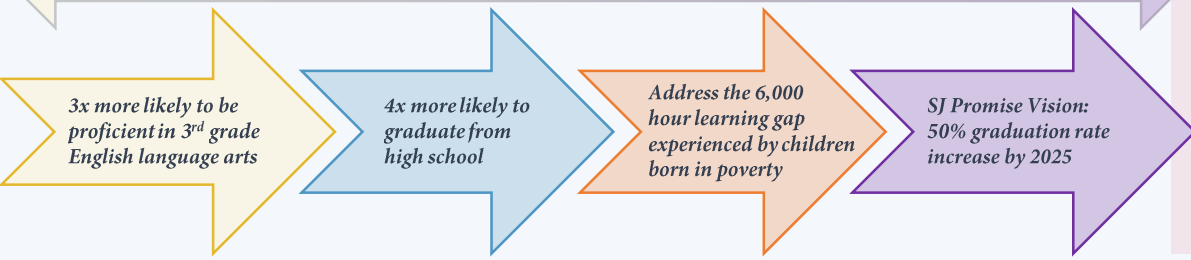 3x more likely to be
proficient in 3rd grade
English language arts
4x more likely to
graduate from
high school
Address the 6,000
hour learning gap
experienced by children
born in poverty
SJ Promise Vision:
50% graduation rate
increase by 2025